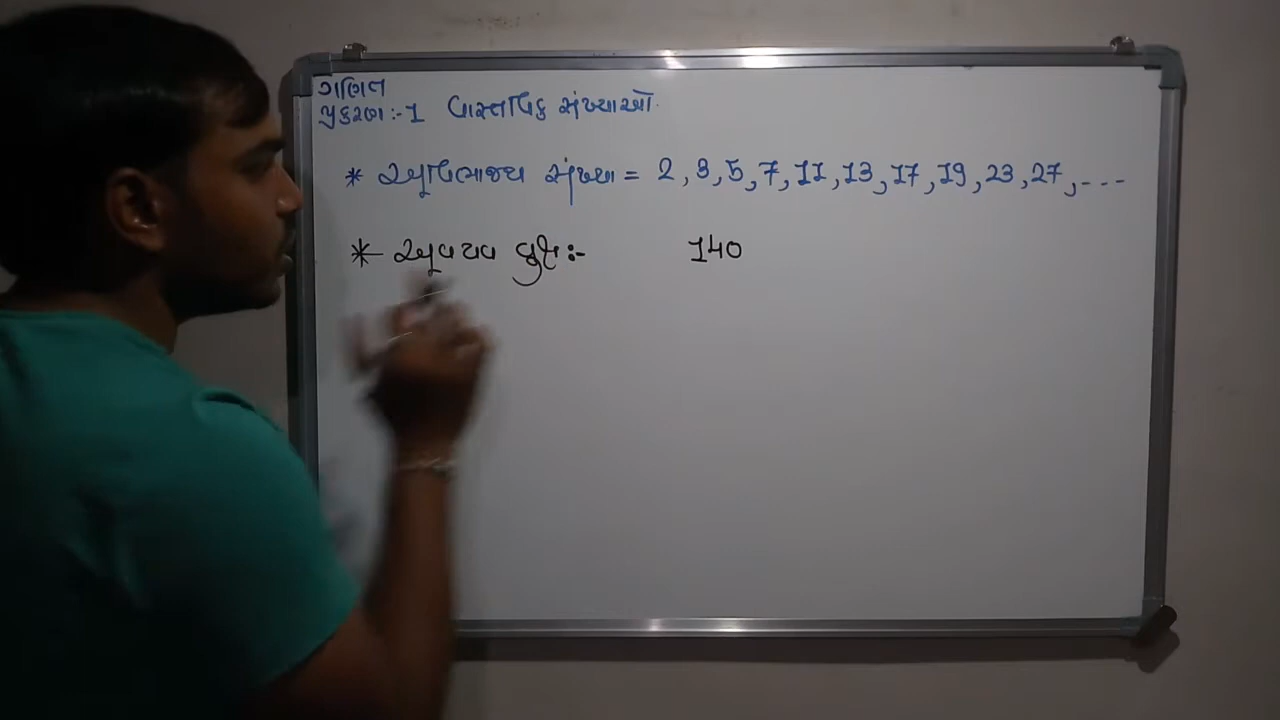 ગણિત
પ્રકરણ:-1 વાસ્તવિક સંખ્યાઓ.
* અવિભાજ્ય સંખ્યા = 2, 3, 5, 7, 11, 13, 17, 19, 23, 27, ---
* અવયવ વૃક્ષ:- 140